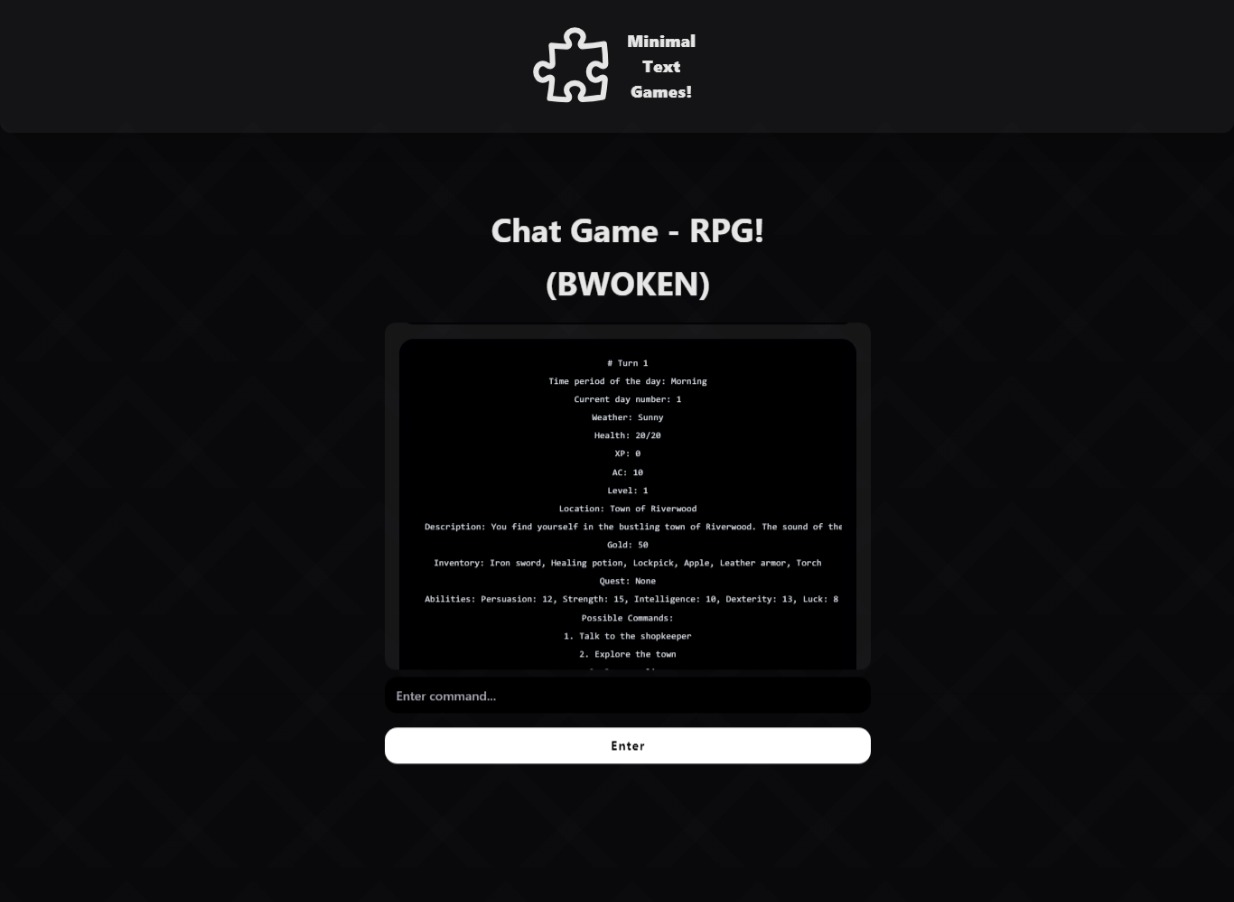 Minimal
Text
Games!
Chat Game - RPG!
(BWOKEN)
# Turn 1
Time period of the day: Morning
Current day number: 1
Weather: Sunny
Health: 20/20
XP: 0
AC: 10
Level: 1
Location: Town of Riverwood
Description: You find yourself in the bustling town of Riverwood. The sound of the
Gold: 50
Inventory: Iron sword, Healing potion, Lockpick, Apple, Leather armor, Torch
Quest: None
Abilities: Persuasion: 12, Strength: 15, Intelligence: 10, Dexterity: 13, Luck: 8
Possible Commands:
1. Talk to the shopkeeper
2. Explore the town
Enter command...
Enter